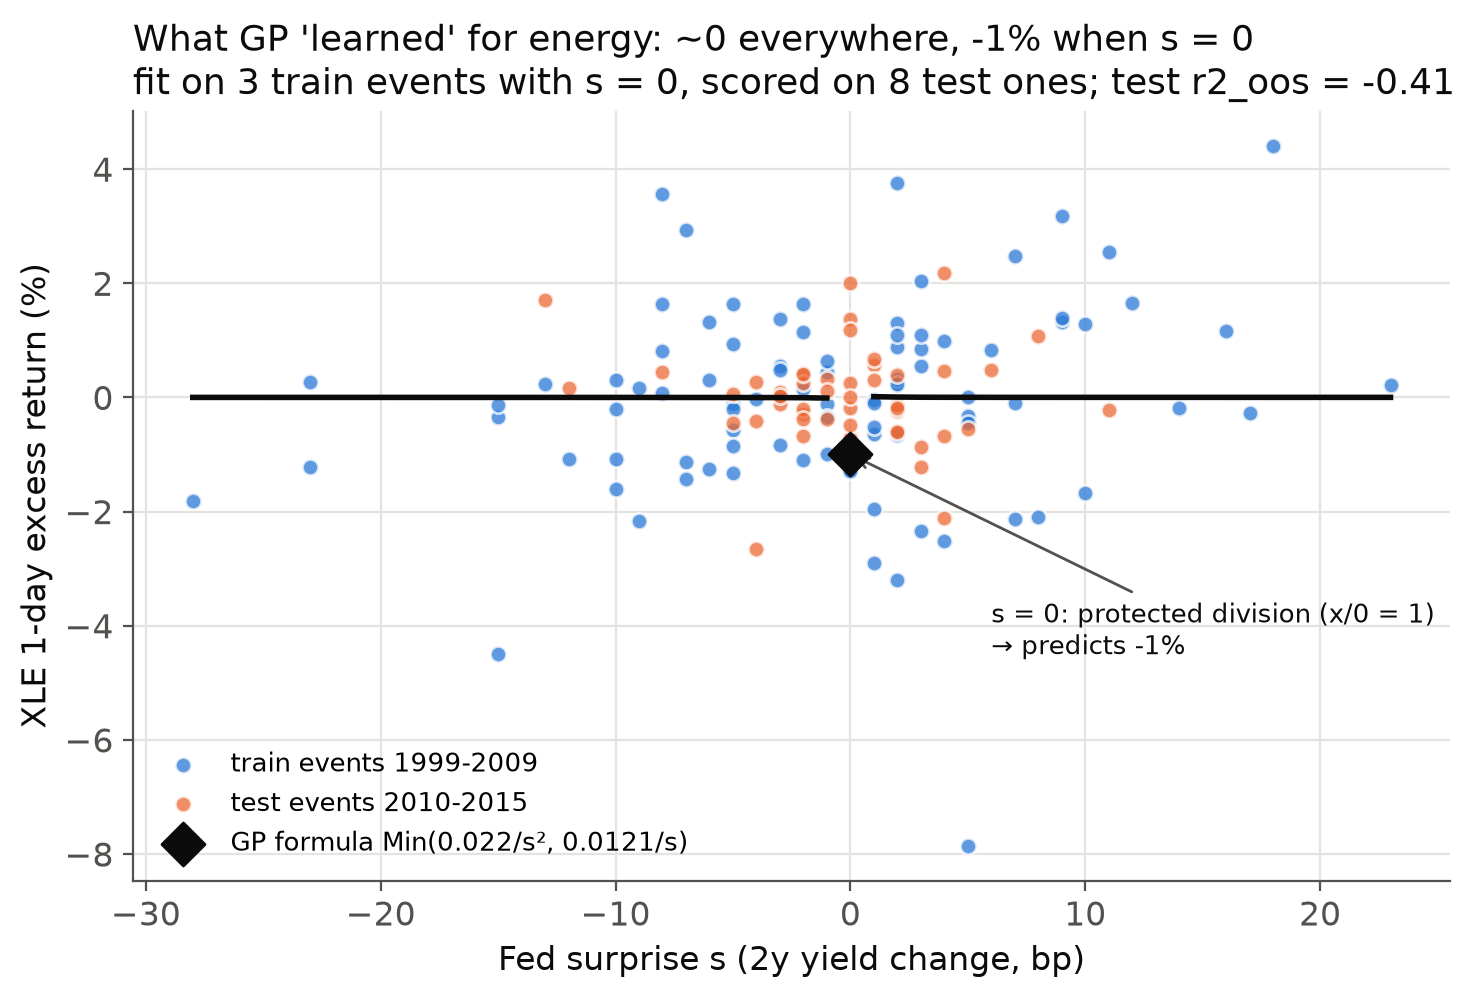 What GP 'learned' for energy: ~0 everywhere, -1% when s = 0
fit on 3 train events with s = 0, scored on 8 test ones; test r2_oos = -0.41
XLE 1-day excess return (%)
4
2
0
−2
−4
−6
−8
s = 0: protected division (x/0 = 1)
→ predicts -1%
train events 1999-2009
test events 2010-2015
GP formula Min(0.022/s², 0.0121/s)
−30
−20
−10
0
10
20
Fed surprise s (2y yield change, bp)